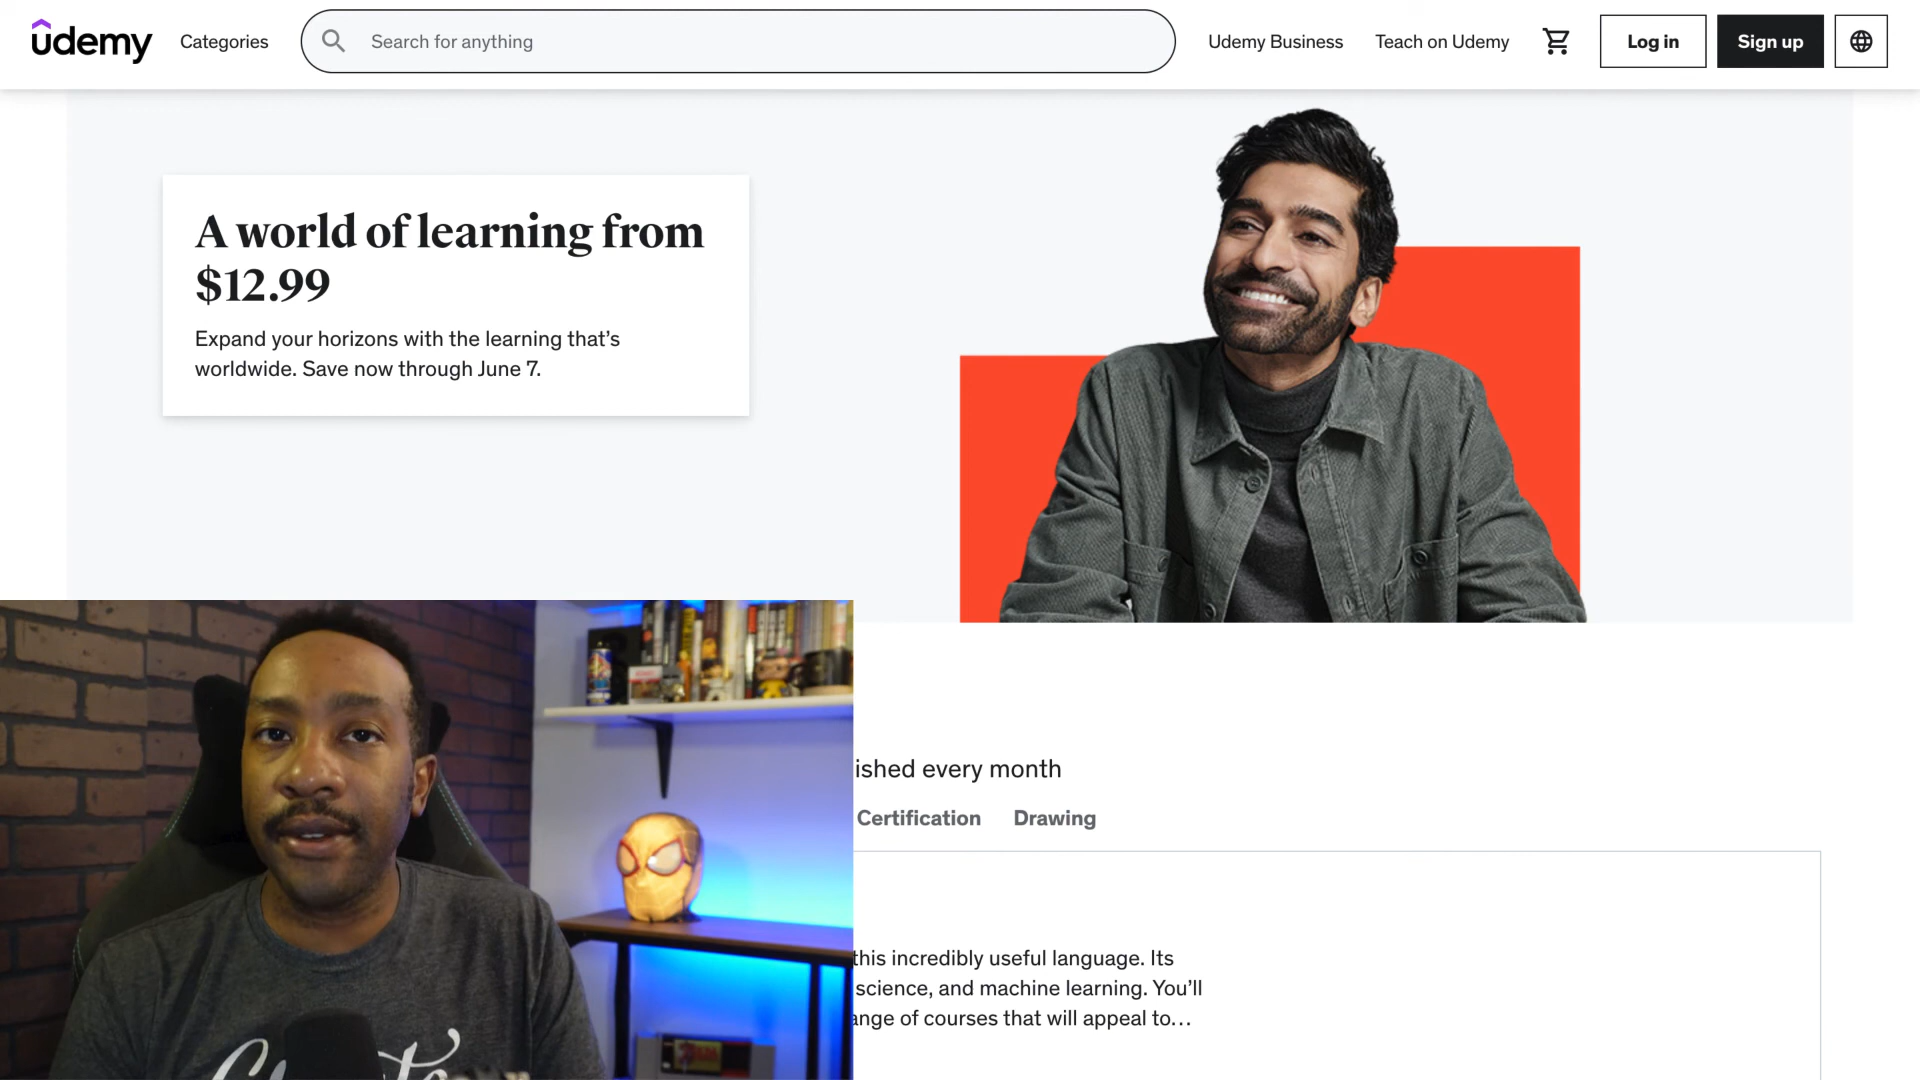 udemy
Categories
Search for anything
Udemy Business
Teach on Udemy
Log in
Sign up
A world of learning from
$12.99
Expand your horizons with the learning that’s
worldwide. Save now through June 7.
ished every month
Certification
Drawing
this incredibly useful language. Its
science, and machine learning. You’ll
ange of courses that will appeal to...